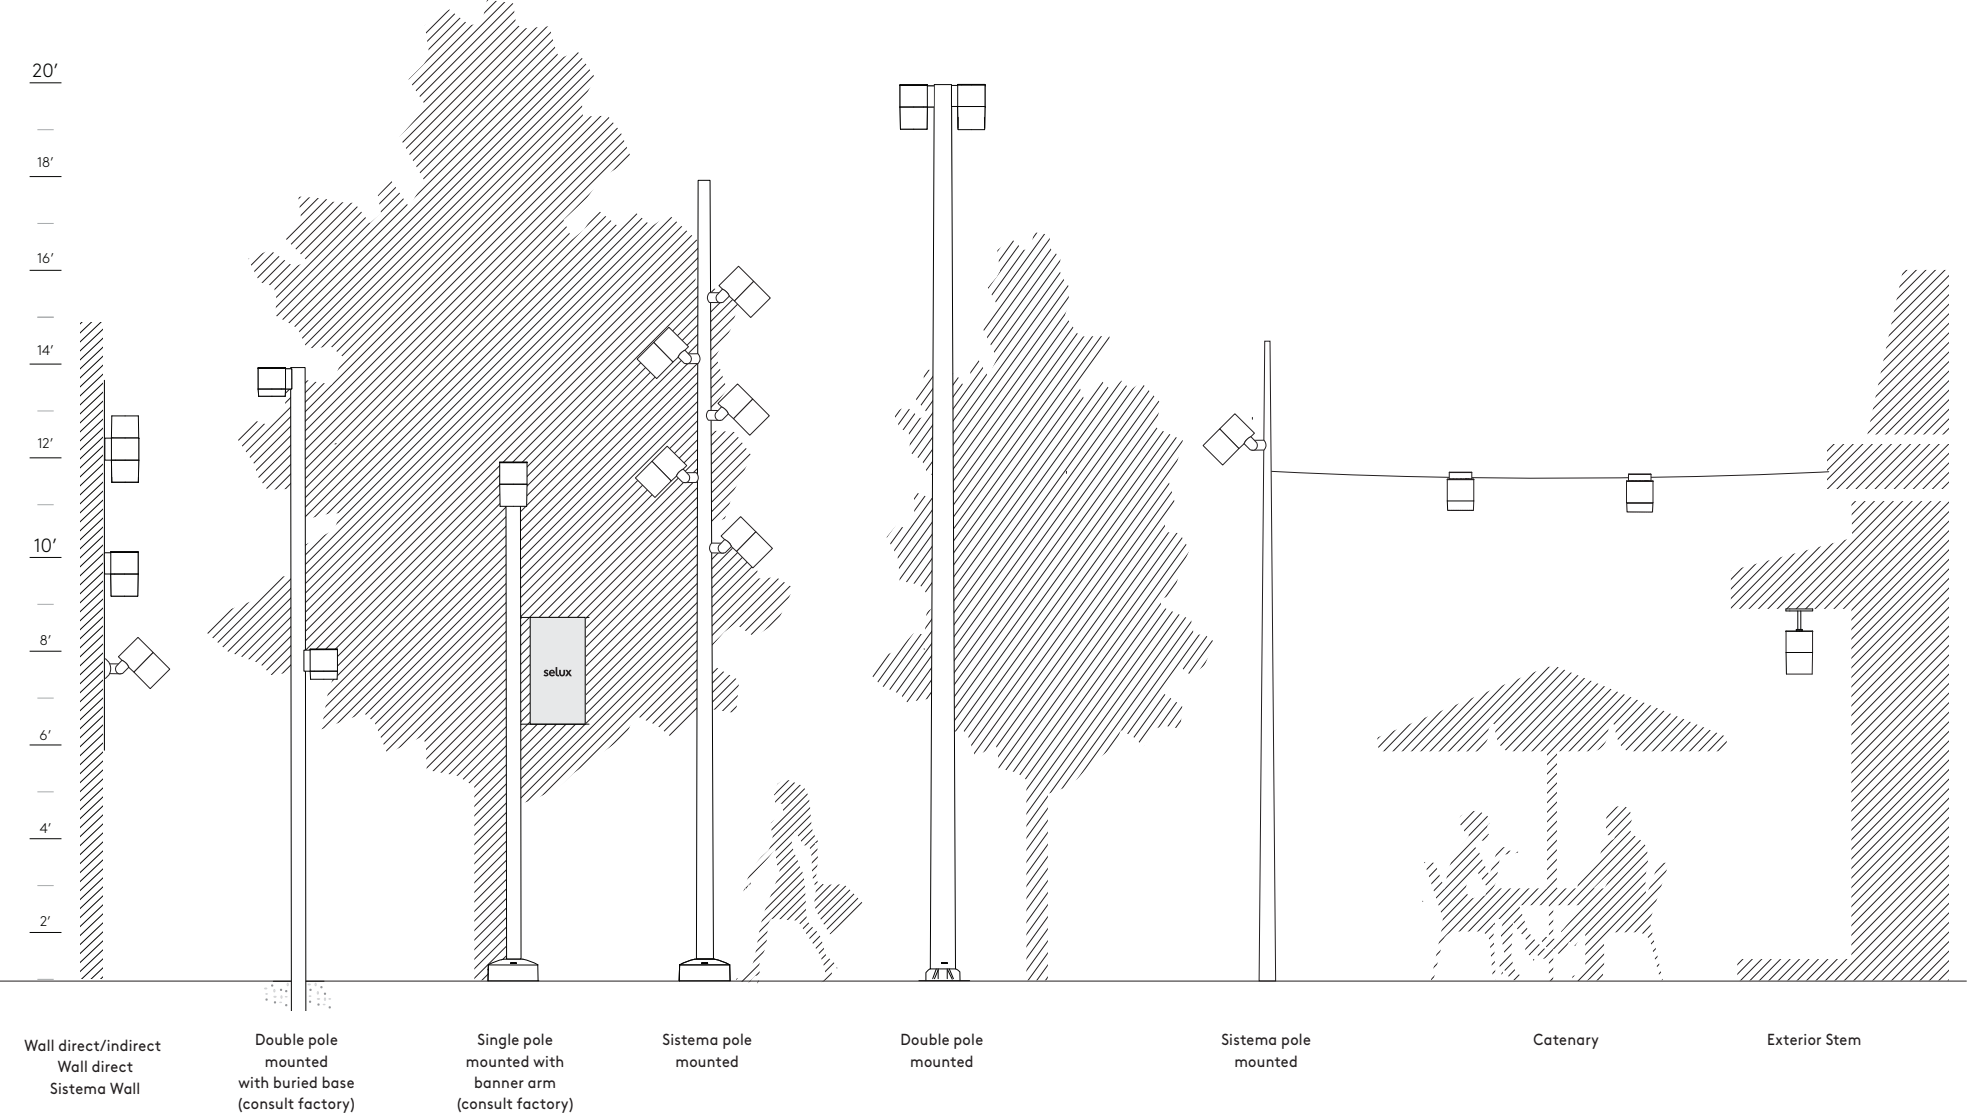 20′
18′
16′
14′
12′
10′
8′
6′
4′
2′
selux
Wall direct/indirect
Wall direct
Sistema Wall
Double pole
mounted
with buried base
(consult factory)
Single pole
mounted with
banner arm
(consult factory)
Sistema pole
mounted
Double pole
mounted
Sistema pole
mounted
Catenary
Exterior Stem